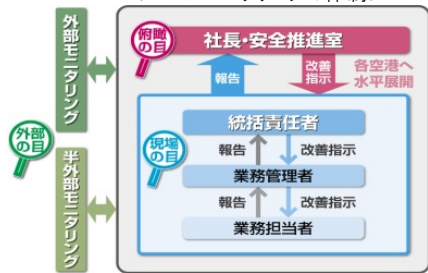 外部モニタリング
半外部モニタリング
外部
の目
俯瞰
の目
社長・安全推進室
報告
改善
指示
各空港へ
水平展開
現場
の目
統括責任者
報告
改善指示
業務管理者
報告
改善指示
業務担当者